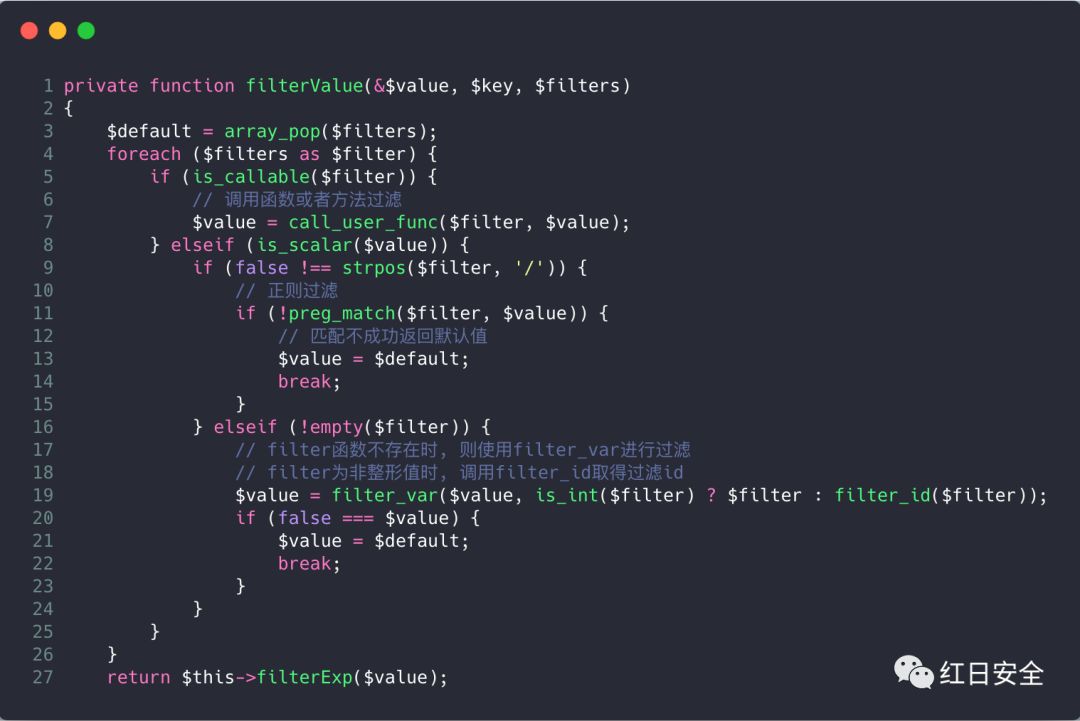 1 private function filterValue(&$value, $key, $filters)
2 {
3     $default = array_pop($filters);
4     foreach ($filters as $filter) {
5         if (is_callable($filter)) {
6             // 调用函数或者方法过滤
7             $value = call_user_func($filter, $value);
8         } elseif (is_scalar($value)) {
9             if (false !== strpos($filter, '/')) {
10                 // 正则过滤
11                 if (!preg_match($filter, $value)) {
12                     // 匹配不成功返回默认值
13                     $value = $default;
14                     break;
15                 }
16             } elseif (!empty($filter)) {
17                 // filter函数不存在时, 则使用filter_var进行过滤
18                 // filter为非整形值时, 调用filter_id取得过滤id
19                 $value = filter_var($value, is_int($filter) ? $filter : filter_id($filter));
20                 if (false === $value) {
21                     $value = $default;
22                     break;
23                 }
24             }
25         }
26     }
27     return $this->filterExp($value);
红日安全